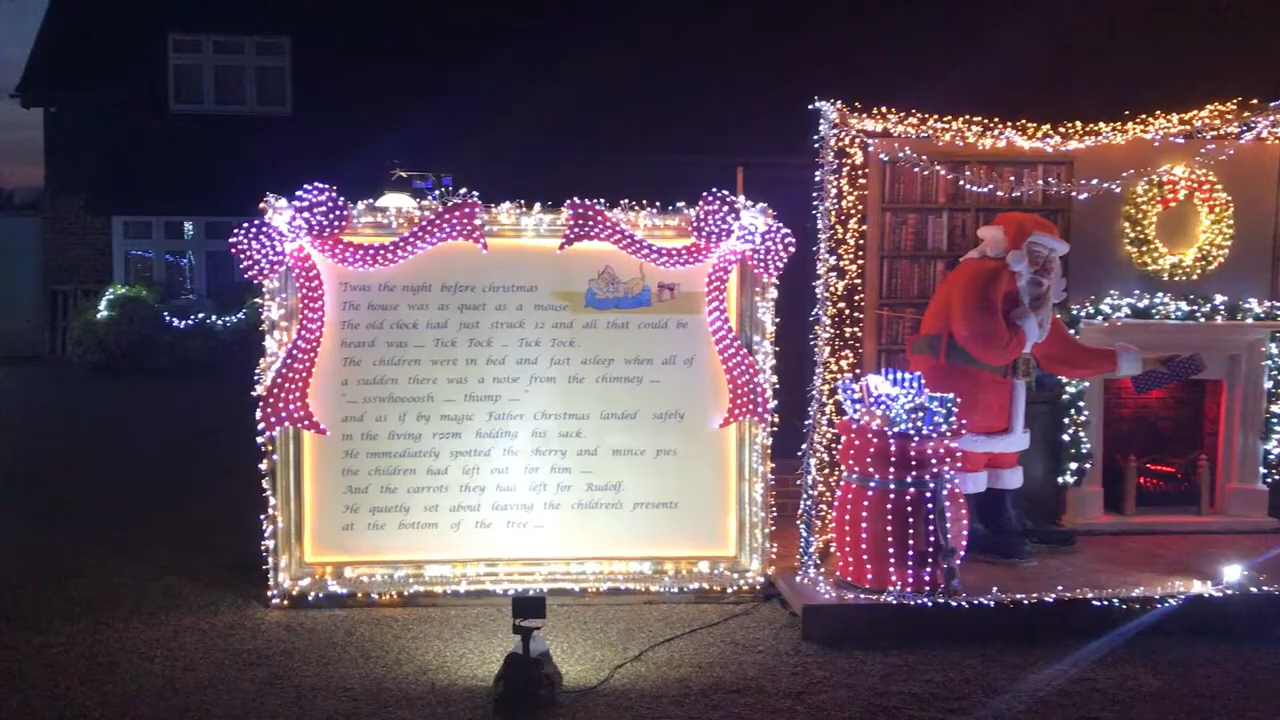 'Twas the night before christmas
The house was as quiet as a mouse
The old clock had just struck 12 and all that could be
heard was — Tick Tock — Tick Tock.
The children were in bed and fast asleep when all of
a sudden there was a noise from the chimney —
"— ssswhoooosh — thump —"
and as if by magic Father Christmas landed safely
in the living room holding his sack.
He immediately spotted the sherry and mince pies
the children had left out for him —
And the carrots they had left for Rudolf.
He quietly set about leaving the children's presents
at the bottom of the tree —